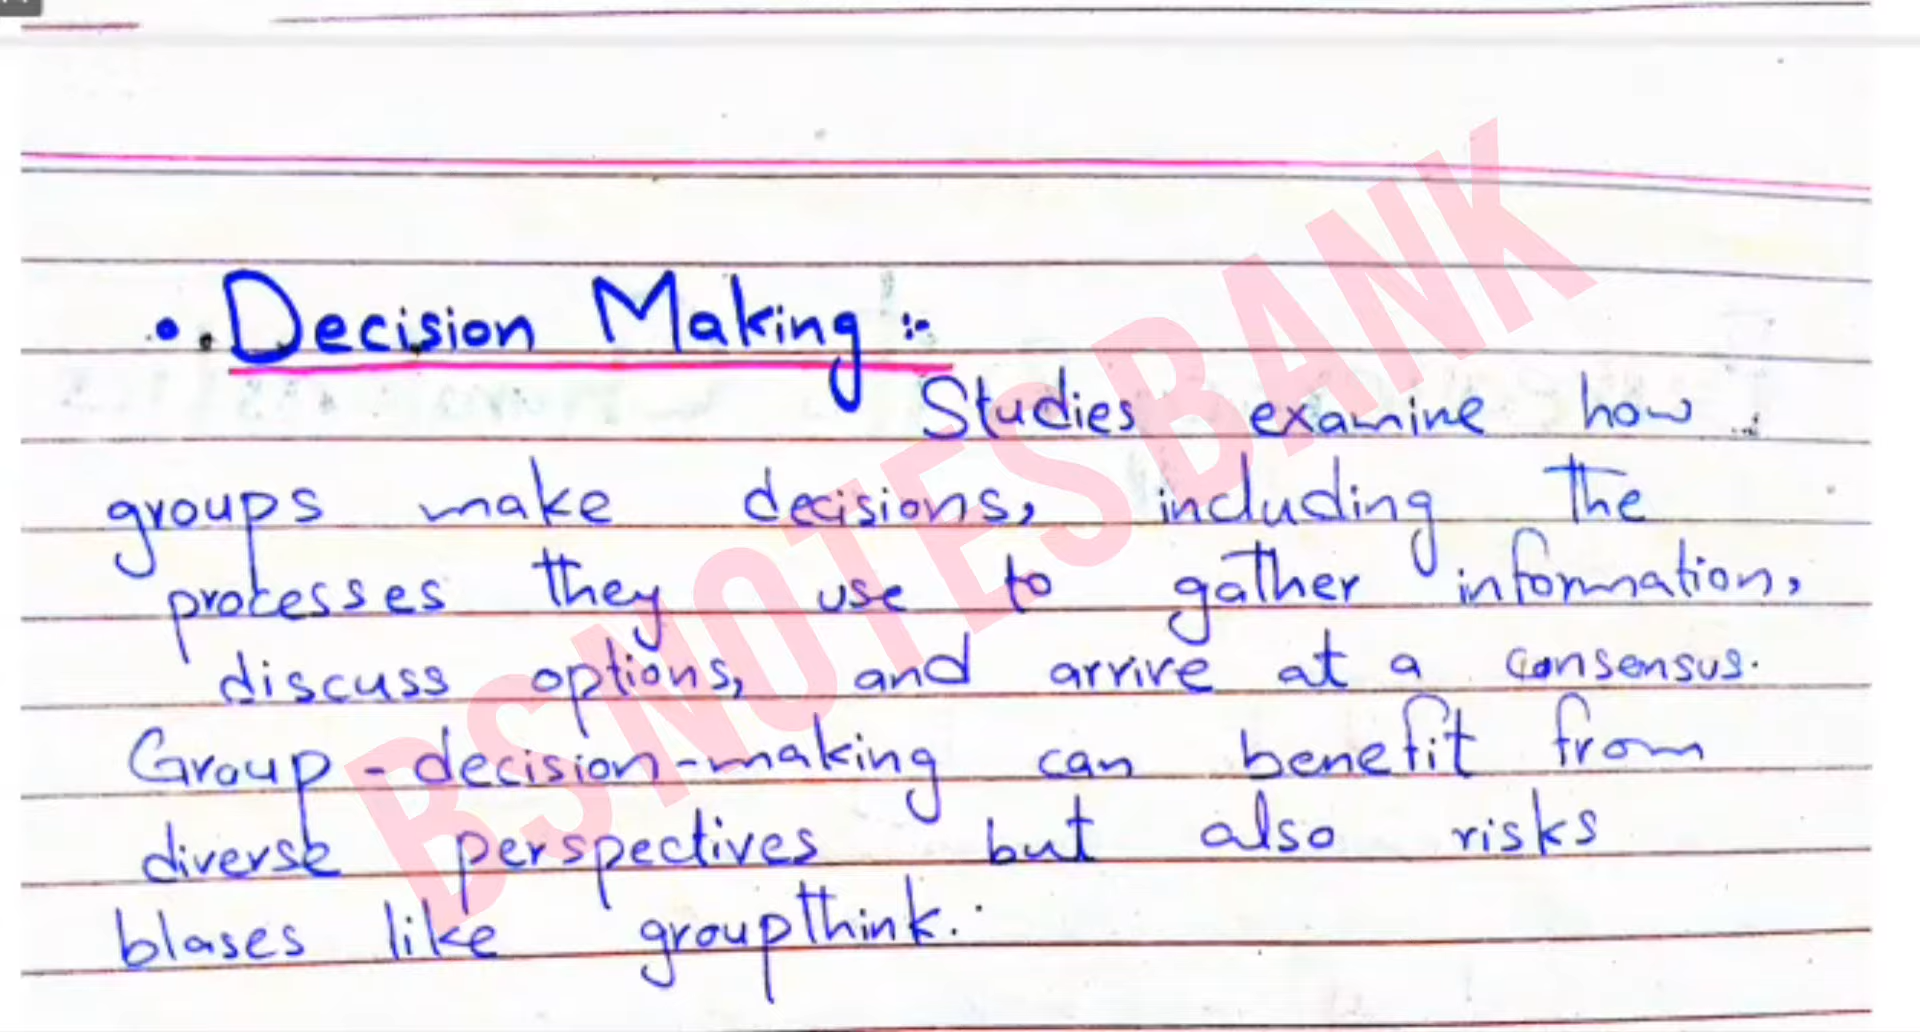 • Decision Making :-
Studies examine how
groups make decisions, including the
processes they use to gather information,
discuss options, and arrive at a consensus.
Group-decision-making can benefit from
diverse perspectives but also risks
biases like groupthink.
BSNOTESBANK